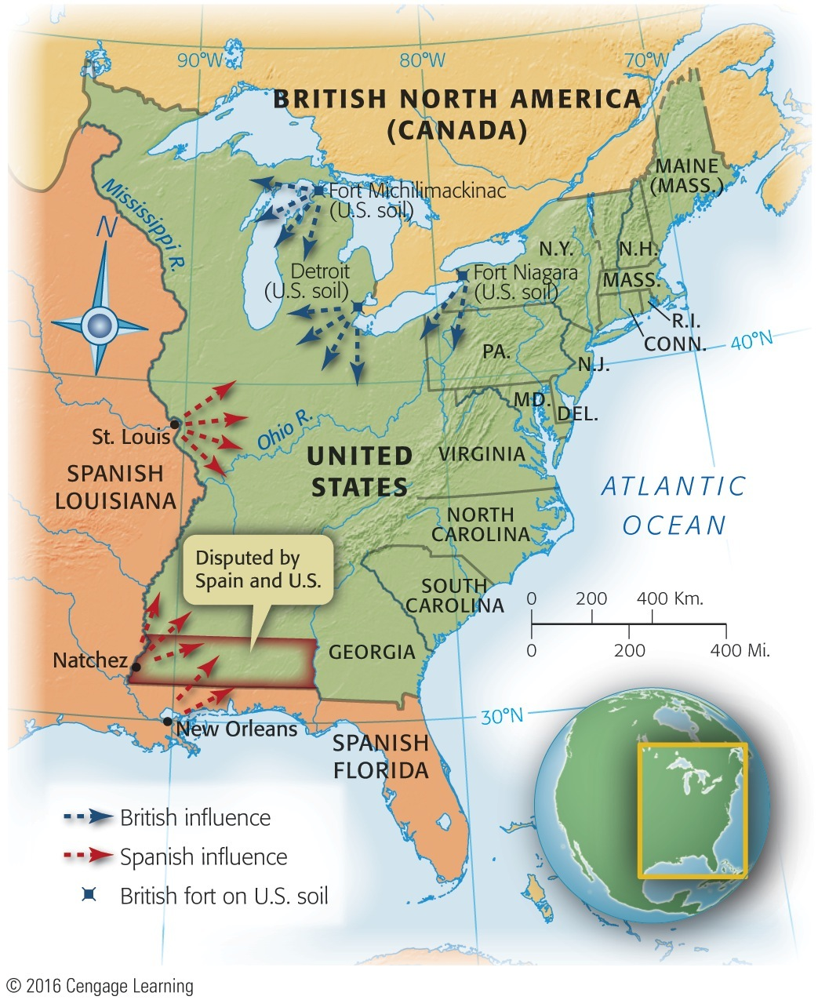 90°W
80°W
70°W
BRITISH NORTH AMERICA
(CANADA)
MAINE
(MASS.)
Mississippi R.
Fort Michilimackinac
(U.S. soil)
N
N.Y.
N.H.
Detroit
(U.S. soil)
Fort Niagara
(U.S. soil)
MASS.
R.I.
CONN.
40°N
PA.
N.J.
MD.
DEL.
St. Louis
Ohio R.
UNITED
STATES
VIRGINIA
SPANISH
LOUISIANA
ATLANTIC
OCEAN
NORTH
CAROLINA
Disputed by
Spain and U.S.
SOUTH
CAROLINA
0 200 400 Km.
0 200 400 Mi.
Natchez
GEORGIA
30°N
New Orleans
SPANISH
FLORIDA
British influence
Spanish influence
British fort on U.S. soil
© 2016 Cengage Learning